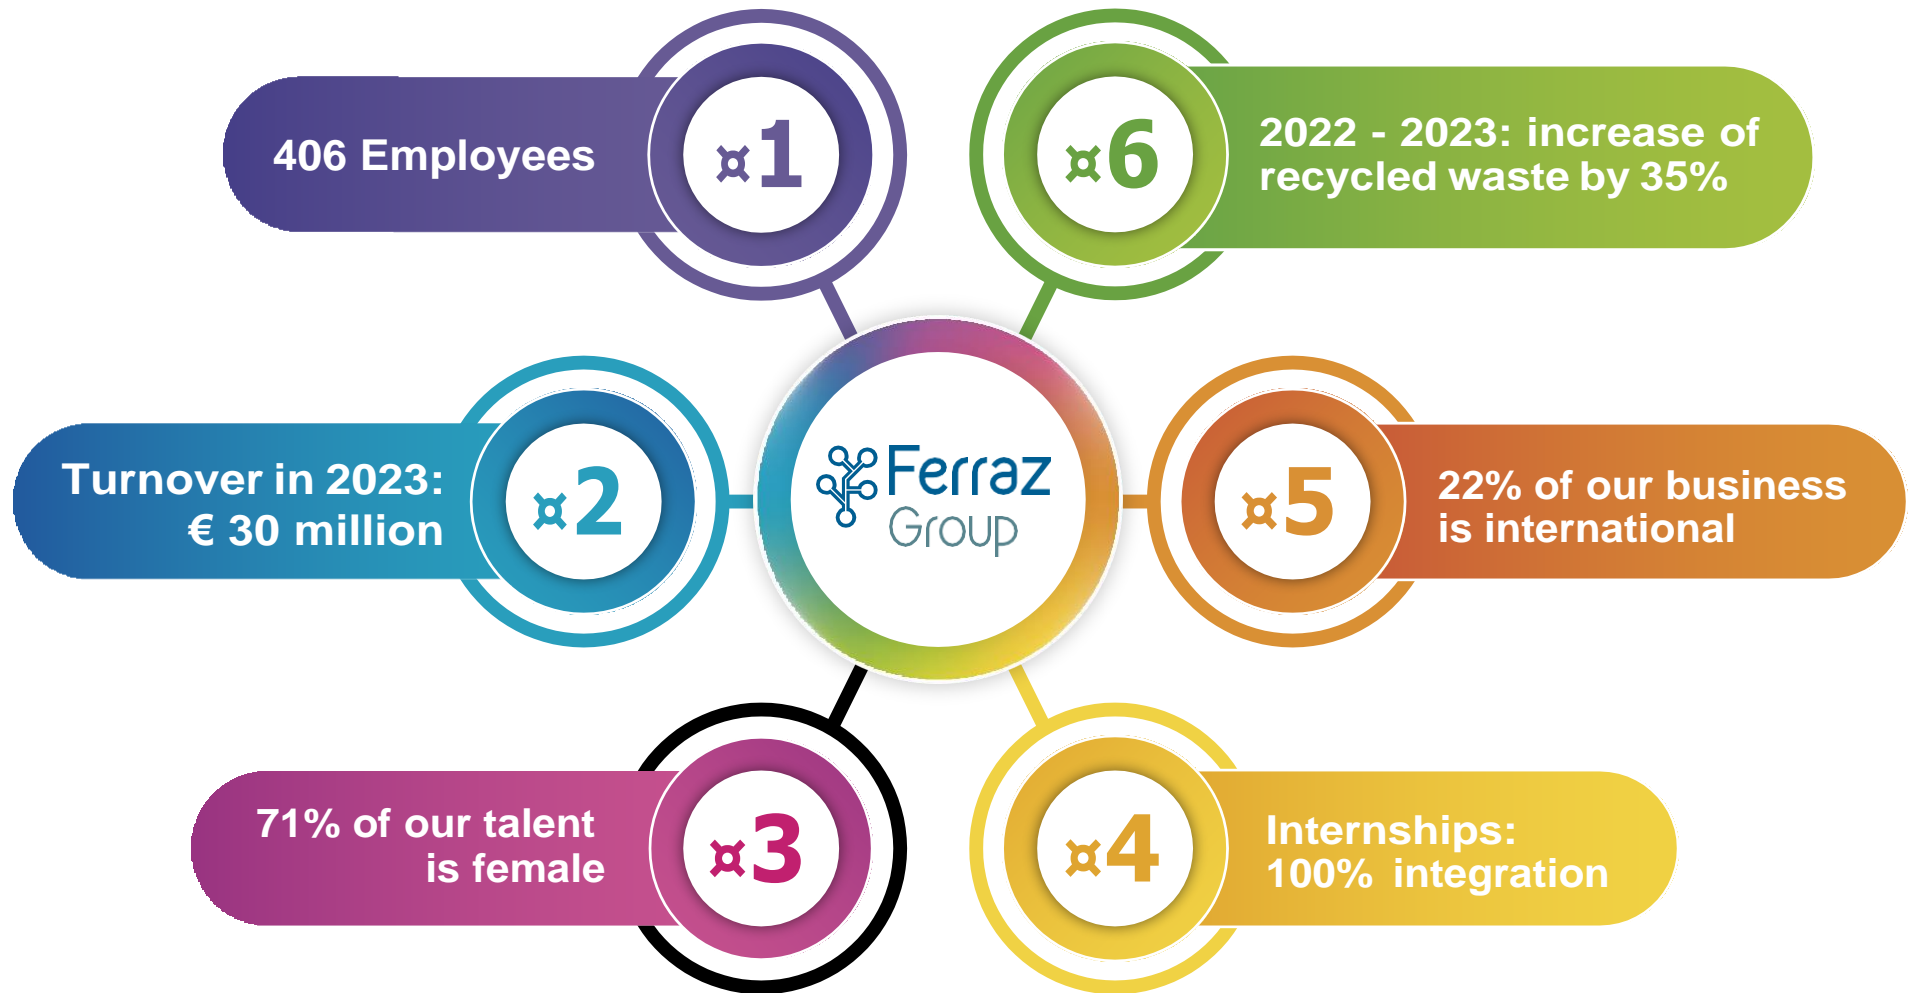 406 Employees
¤1
Turnover in 2023:
€ 30 million
¤2
71% of our talent
is female
¤3
¤4
Internships:
100% integration
¤5
22% of our business
is international
¤6
2022 - 2023: increase of
recycled waste by 35%
Ferraz
Group